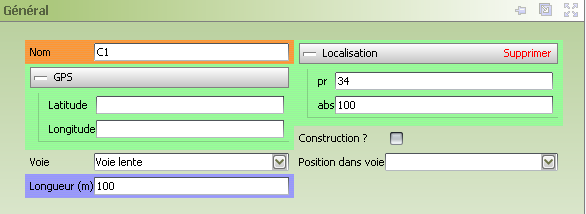 Général
Nom C1
GPS
Latitude
Longitude
Voie Voie lente
Longueur (m) 100
Localisation Supprimer
pr 34
abs 100
Construction ?
Position dans voie